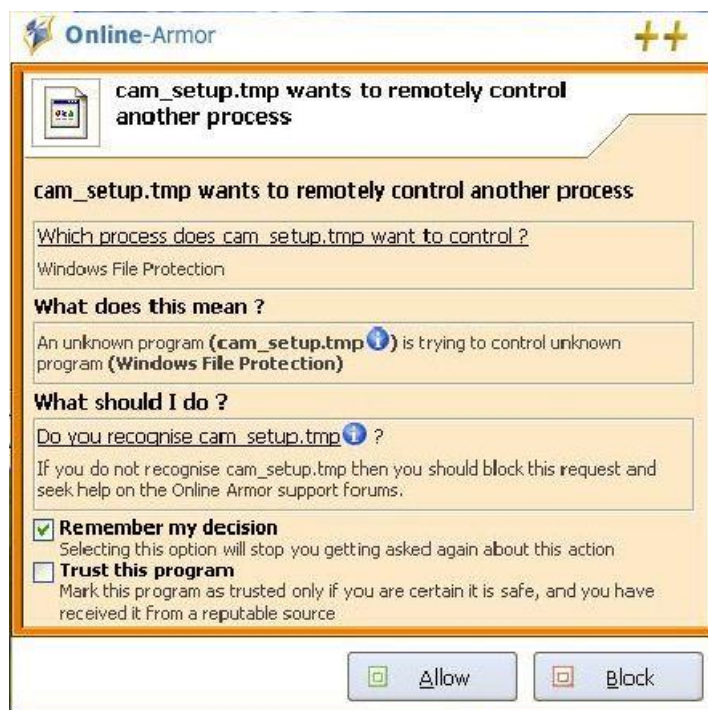 Online-Armor
++
cam_setup.tmp wants to remotely control
another process
cam_setup.tmp wants to remotely control another process
Which process does cam_setup.tmp want to control ?
Windows File Protection
What does this mean ?
An unknown program (cam_setup.tmp) is trying to control unknown
program (Windows File Protection)
What should I do ?
Do you recognise cam_setup.tmp ?
If you do not recognise cam_setup.tmp then you should block this request and
seek help on the Online Armor support forums.
Remember my decision
Selecting this option will stop you getting asked again about this action
Trust this program
Mark this program as trusted only if you are certain it is safe, and you have
received it from a reputable source
Allow
Block